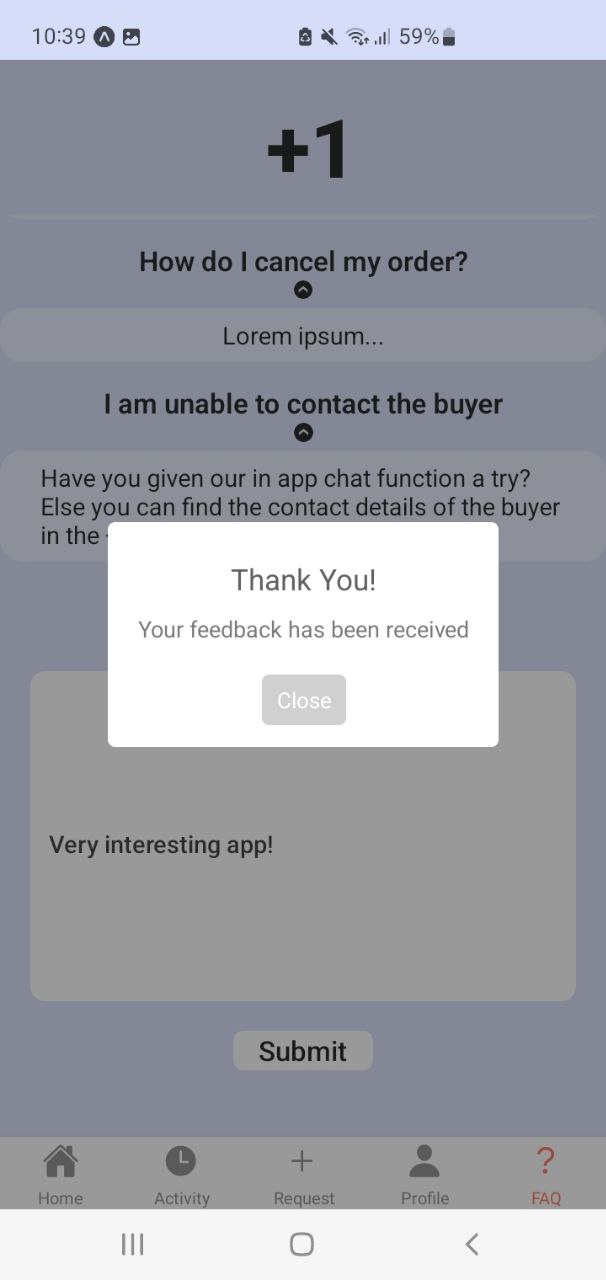 10:39
59%
+1
How do I cancel my order?
Lorem ipsum...
I am unable to contact the buyer
Have you given our in app chat function a try?
Else you can find the contact details of the buyer
in the
Thank You!
Your feedback has been received
Close
Very interesting app!
Submit
Home
Activity
Request
Profile
FAQ